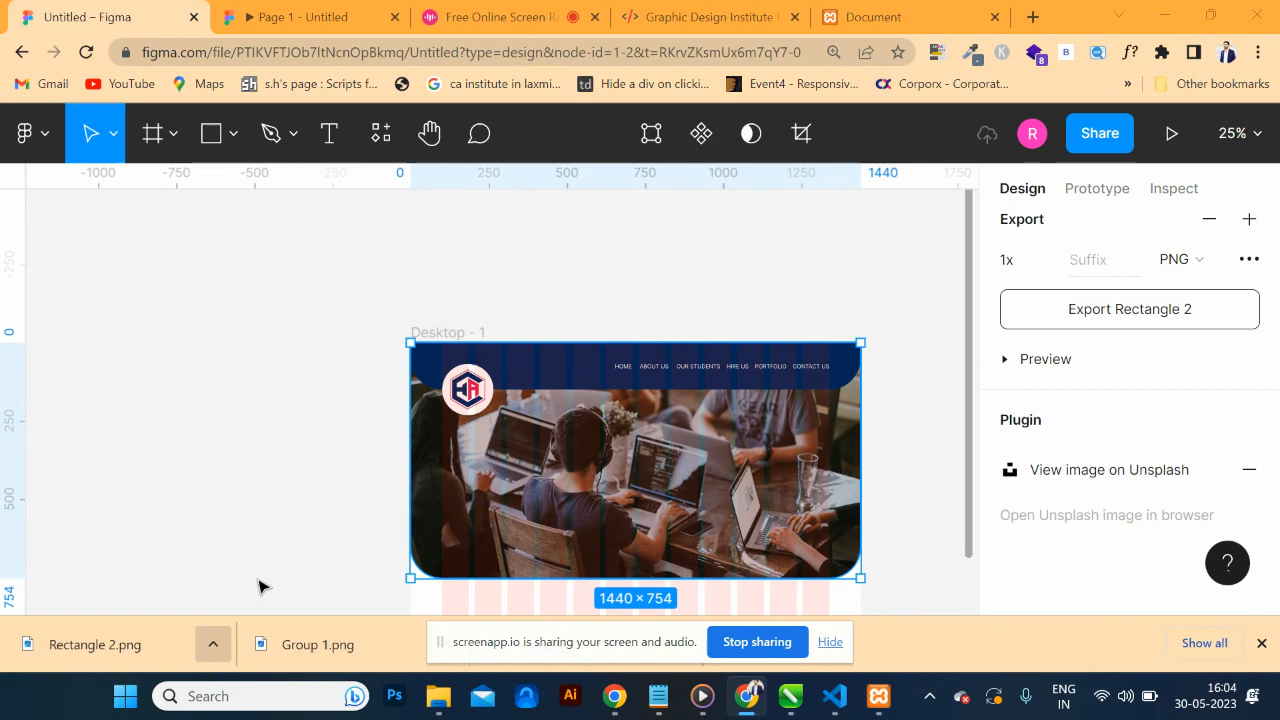 Untitled – Figma
Page 1 - Untitled
Free Online Screen R
Graphic Design Institute I
Document
figma.com/file/PTIKVFTJOb7ltNcnOpBkmq/Untitled?type=design&node-id=1-2&t=RKrvZKSmUx6m7qY7-0
8
B
K
f?
Gmail
YouTube
Maps
s.h's page : Scripts f...
ca institute in laxmi...
Hide a div on clicki...
Event4 - Responsiv...
Corporx - Corporat...
»
Other bookmarks
T
R
Share
25%
-1000
-750
-500
-250
0
250
500
750
1000
1250
1440
1750
Design
Prototype
Inspect
Export
1x
Suffix
PNG
Export Rectangle 2
Preview
Plugin
View image on Unsplash
Open Unsplash image in browser
?
-250
0
250
500
754
Desktop - 1
HOME
ABOUT US
OUR STUDENTS
HIRE US
PORTFOLIO
CONTACT US
1440 × 754
Rectangle 2.png
Group 1.png
screenapp.io is sharing your screen and audio.
Stop sharing
Hide
Show all
Search
Ps
Ai
ENG
IN
16:04
30-05-2023